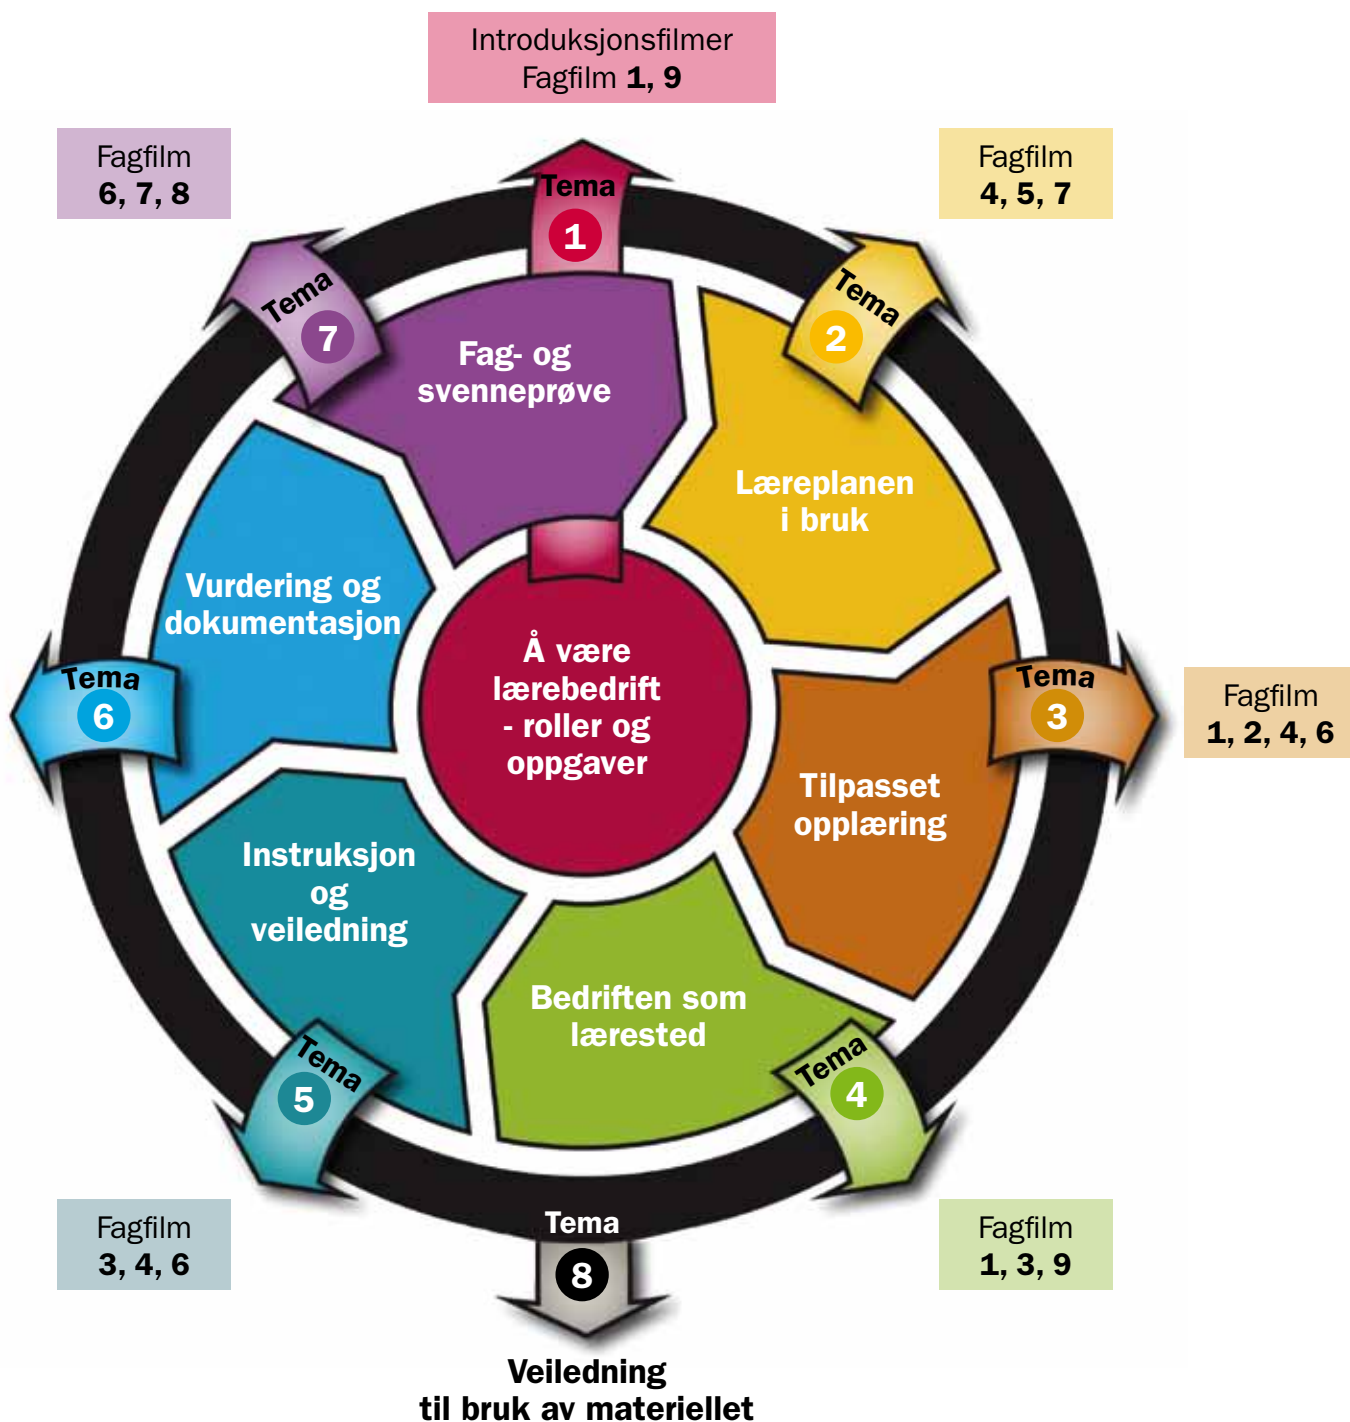 Introduksjonsfilmer
Fagfilm 1, 9
Fagfilm
6, 7, 8
Fagfilm
4, 5, 7
Tema
1
Tema
7
Tema
2
Fag- og
svenneprøve
Læreplanen
i bruk
Vurdering og
dokumentasjon
Å være
lærebedrift
- roller og
oppgaver
Tema
6
Tema
3
Fagfilm
1, 2, 4, 6
Tilpasset
opplæring
Instruksjon
og
veiledning
Bedriften som
lærested
Tema
5
Tema
4
Fagfilm
3, 4, 6
Tema
8
Fagfilm
1, 3, 9
Veiledning
til bruk av materiellet